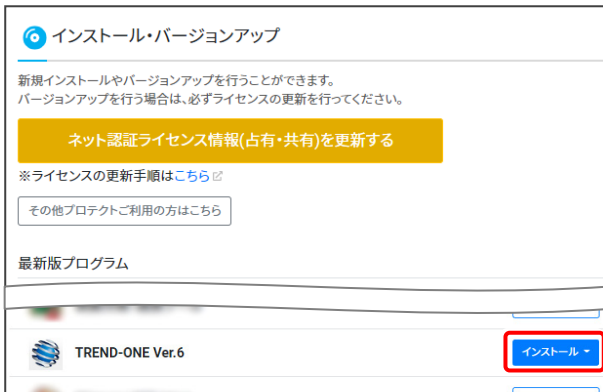 インストール・バージョンアップ
新規インストールやバージョンアップを行うことができます。
バージョンアップを行う場合は、必ずライセンスの更新を行ってください。
ネット認証ライセンス情報(占有・共有)を更新する
※ライセンスの更新手順はこちら
その他プロテクトご利用の方はこちら
最新版プログラム
TREND-ONE Ver.6
インストール